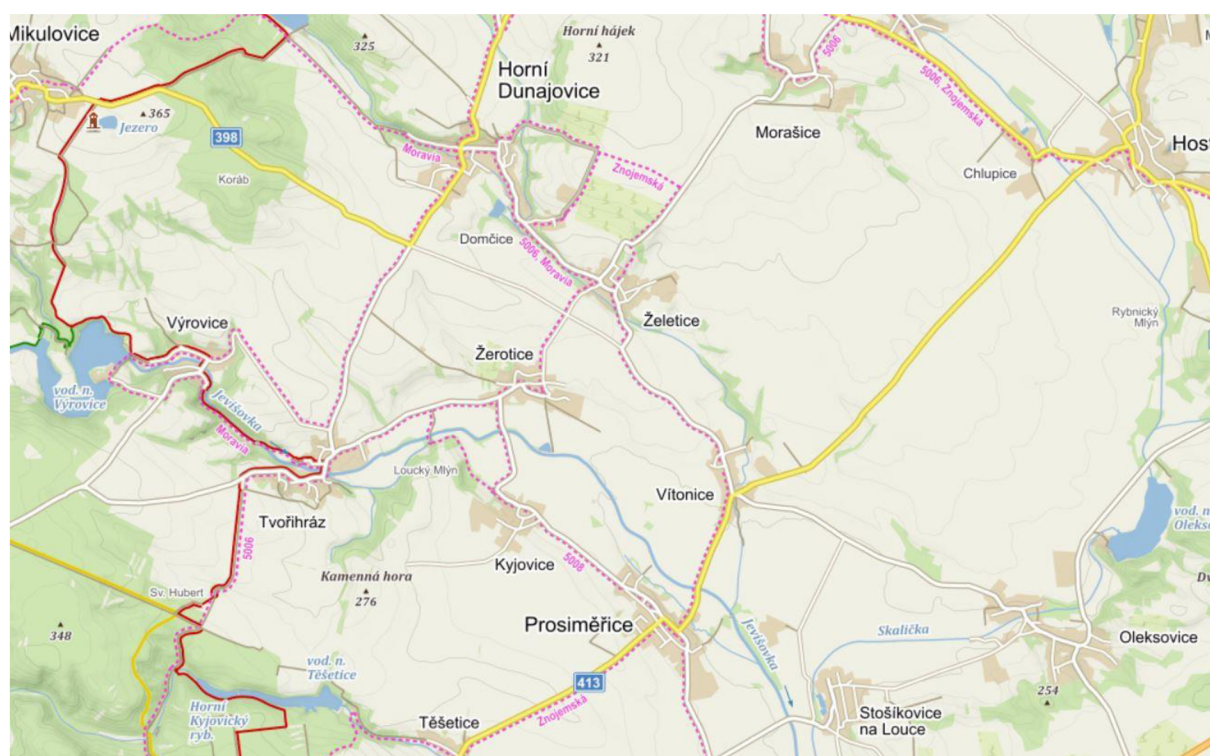 Mikulovice
325
Horní hájek
321
5006
Horní
Dunajovice
5006, Znojemská
365
Jezero
398
Morašice
Moravia
Znojemská
Chlupice
Koráb
Domčice
5006, Moravia
Výrovice
Želetice
Rybnický
Mlýn
Žerotice
vod. n.
Výrovice
Jevišovka
Moravia
Loucký Mlýn
Vítonice
Tvořihráz
5006
Kyjovice
5008
Kamenná hora
276
Sv. Hubert
348
Prosiměřice
Jevišovka
Skalička
Oleksovice
vod. n.
Těšetice
413
254
Horní
Kyjovický
ryb.
Znojemská
Těšetice
Stošíkovice
na Louce